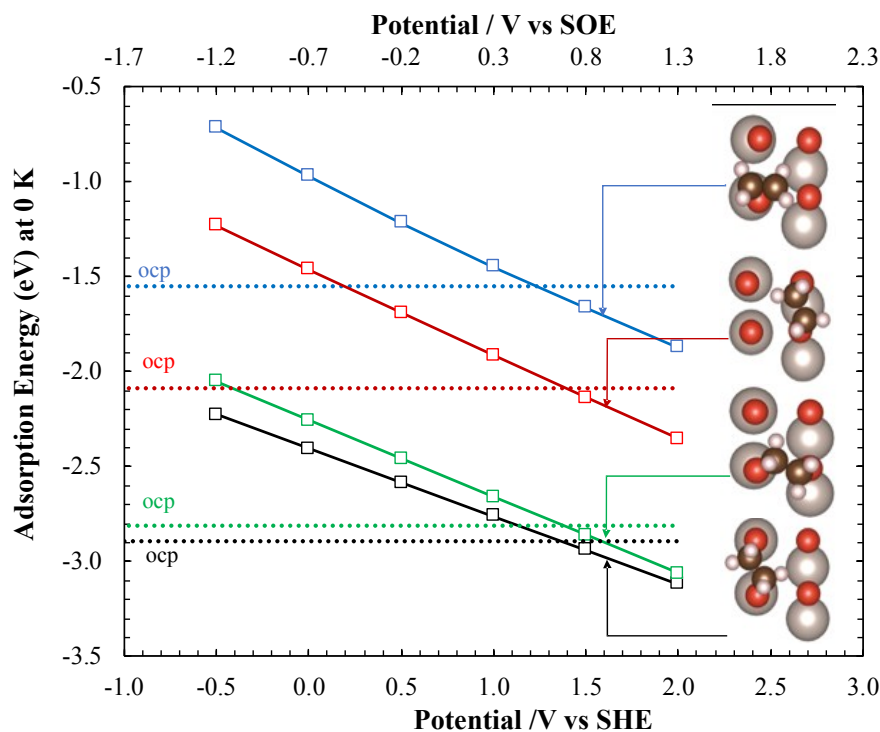 Potential / V vs SOE
-1.7 -1.2 -0.7 -0.2 0.3 0.8 1.3 1.8 2.3
Adsorption Energy (eV) at 0 K
-0.5
-1.0
-1.5
-2.0
-2.5
-3.0
-3.5
ocp
ocp
ocp
ocp
-1.0 -0.5 0.0 0.5 1.0 1.5 2.0 2.5 3.0
Potential /V vs SHE